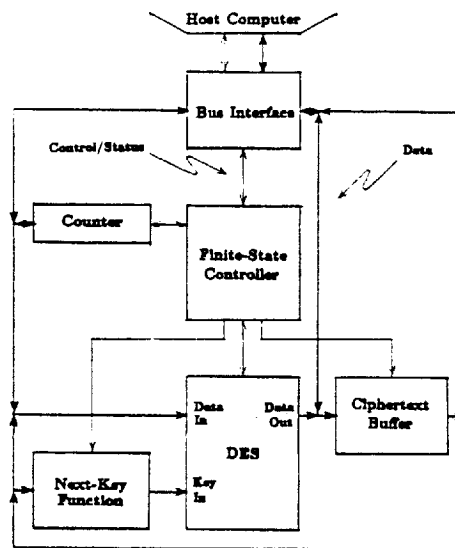 Host Computer
Bus Interface
Control/Status
Data
Counter
Finite-State
Controller
Data
In
Data
Out
DES
Key
In
Ciphertext
Buffer
Next-Key
Function